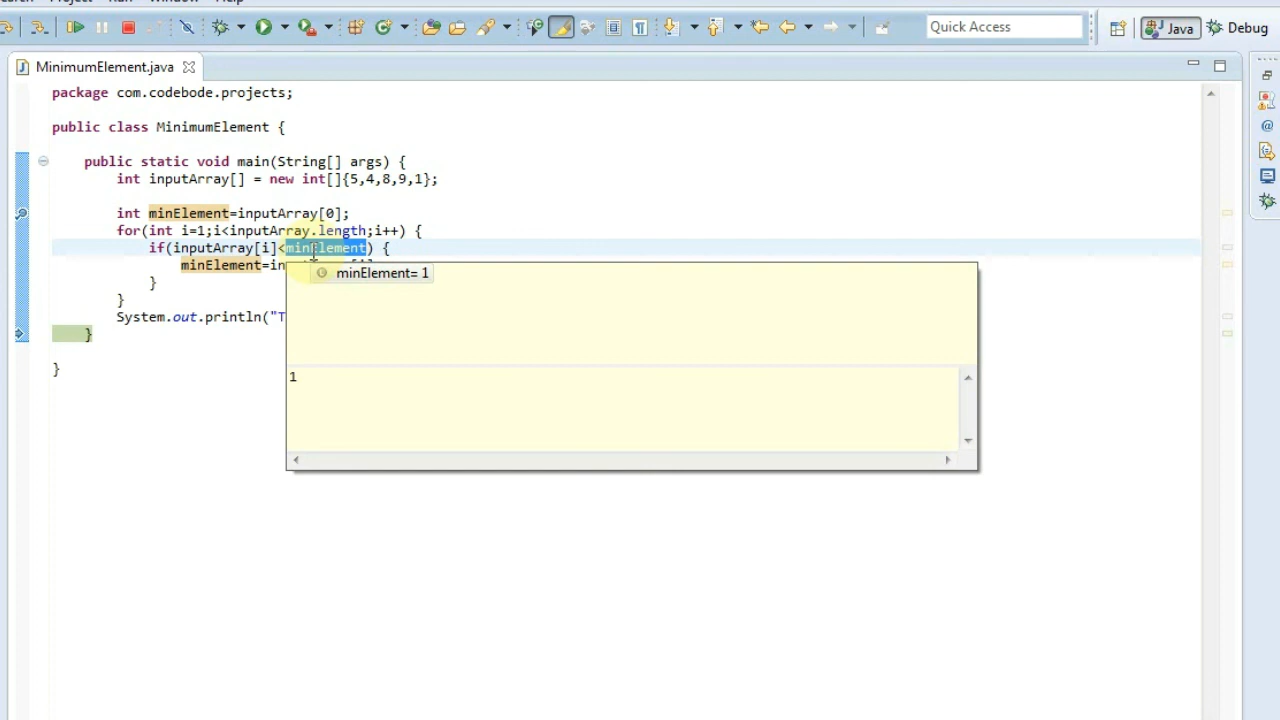 Run
Help
Quick Access
Java
Debug
MinimumElement.java
package com.codebode.projects;
public class MinimumElement {
public static void main(String[] args) {
int inputArray[] = new int[]{5,4,8,9,1};
int minElement=inputArray[0];
for(int i=1;i<inputArray.length;i++) {
if(inputArray[i]<minElement) {
minElement=in
minElement= 1
}
}
System.out.println("T
1
}
}